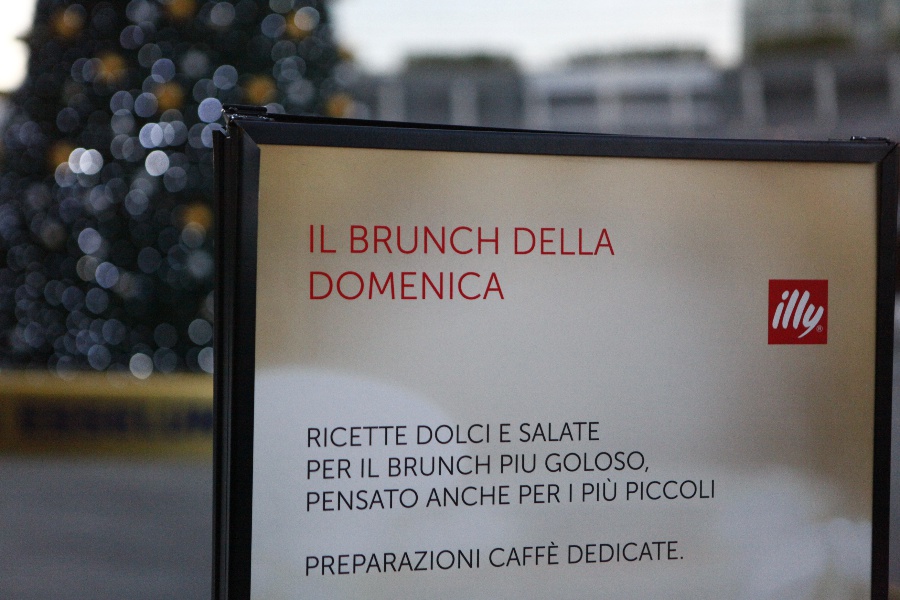 IL BRUNCH DELLA
DOMENICA
illy®
RICETTE DOLCI E SALATE
PER IL BRUNCH PIU GOLOSO,
PENSATO ANCHE PER I PIÙ PICCOLI
PREPARAZIONI CAFFÈ DEDICATE.